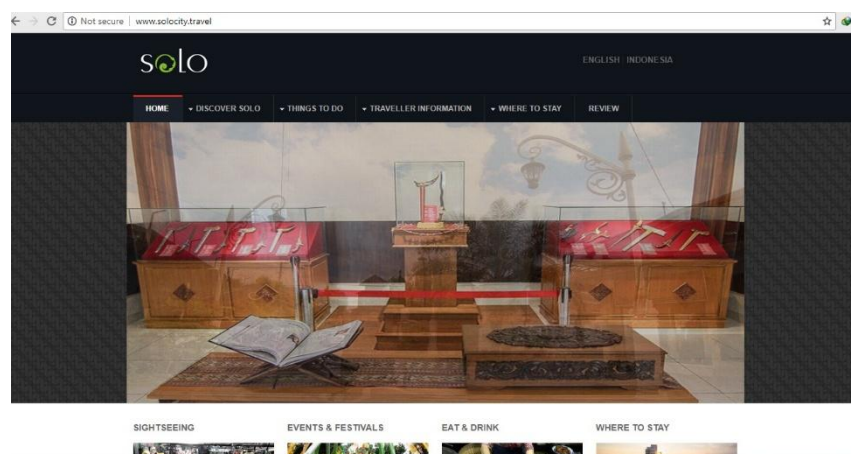 Not secure | www.solocity.travel
solo
ENGLISH INDONESIA
HOME DISCOVER SOLO THINGS TO DO TRAVELLER INFORMATION WHERE TO STAY REVIEW
SIGHTSEEING EVENTS & FESTIVALS EAT & DRINK WHERE TO STAY